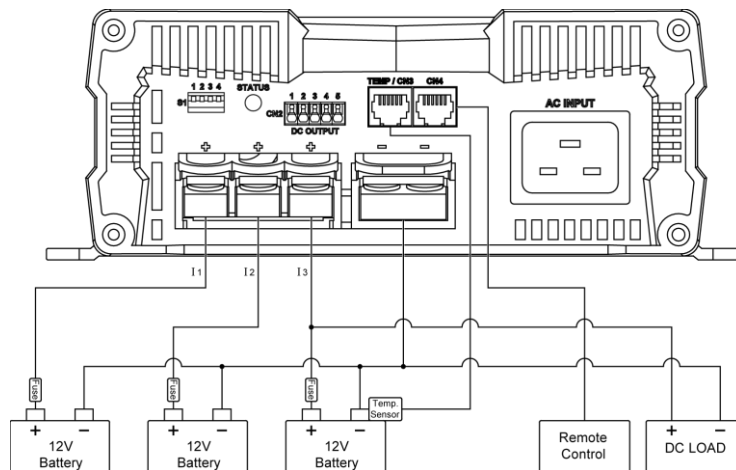 TEMP / CN3 CN4
1 2 3 4 STATUS
S1
1 2 3 4 5
CN2
DC OUTPUT
AC INPUT
+ + + - -
I1 I2 I3
Fuse Fuse Fuse
Temp.
Sensor
+ − + − + − + −
12V
Battery
12V
Battery
12V
Battery
Remote
Control
DC LOAD